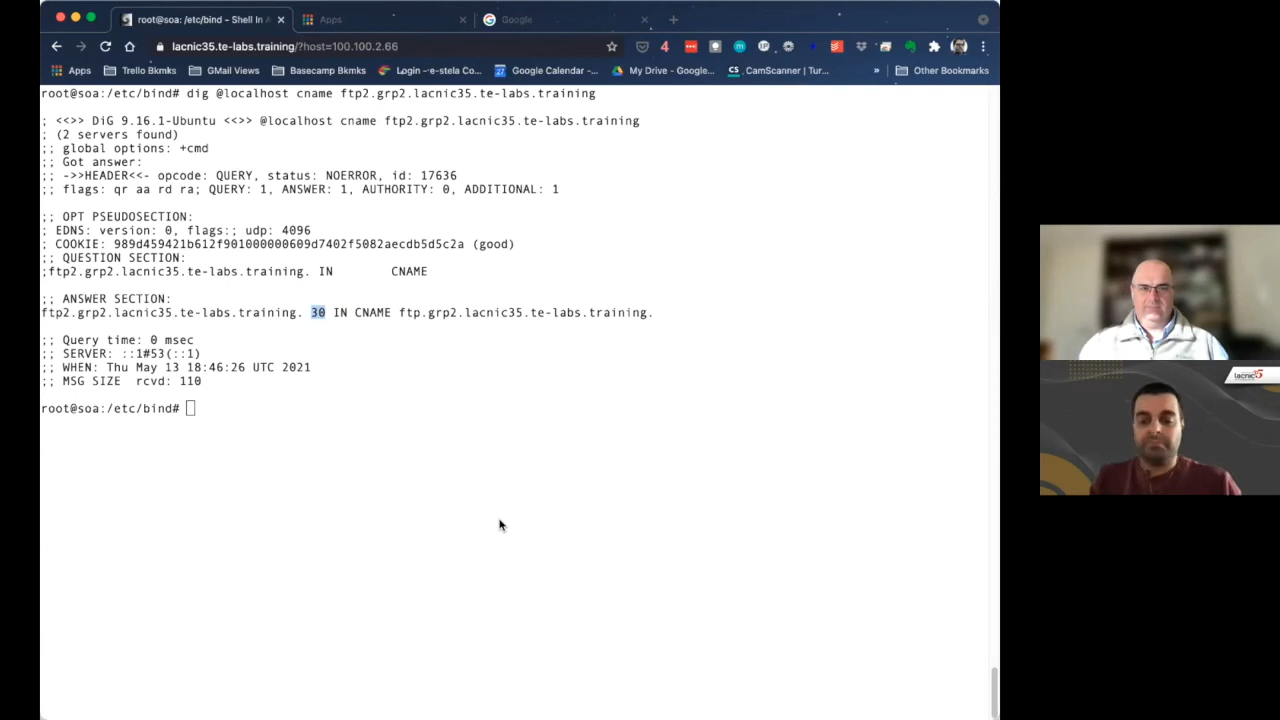 root@soa: /etc/bind - Shell In A
Apps
Google
lacnic35.te-labs.training/?host=100.100.2.66
4
Apps
Trello Bkmks
GMail Views
Basecamp Bkmks
Login - e-stela Co...
27
Google Calendar -...
My Drive - Google...
CS
CamScanner | Tur...
»
Other Bookmarks
root@soa:/etc/bind# dig @localhost cname ftp2.grp2.lacnic35.te-labs.training
; <<>> DiG 9.16.1-Ubuntu <<>> @localhost cname ftp2.grp2.lacnic35.te-labs.training
; (2 servers found)
;; global options: +cmd
;; Got answer:
;; ->>HEADER<<- opcode: QUERY, status: NOERROR, id: 17636
;; flags: qr aa rd ra; QUERY: 1, ANSWER: 1, AUTHORITY: 0, ADDITIONAL: 1
;; OPT PSEUDOSECTION:
; EDNS: version: 0, flags:; udp: 4096
; COOKIE: 989d459421b612f901000000609d7402f5082aecdb5d5c2a (good)
;; QUESTION SECTION:
;ftp2.grp2.lacnic35.te-labs.training. IN CNAME
;; ANSWER SECTION:
ftp2.grp2.lacnic35.te-labs.training. 30 IN CNAME ftp.grp2.lacnic35.te-labs.training.
;; Query time: 0 msec
;; SERVER: ::1#53(::1)
;; WHEN: Thu May 13 18:46:26 UTC 2021
;; MSG SIZE rcvd: 110
root@soa:/etc/bind#
lacnic35